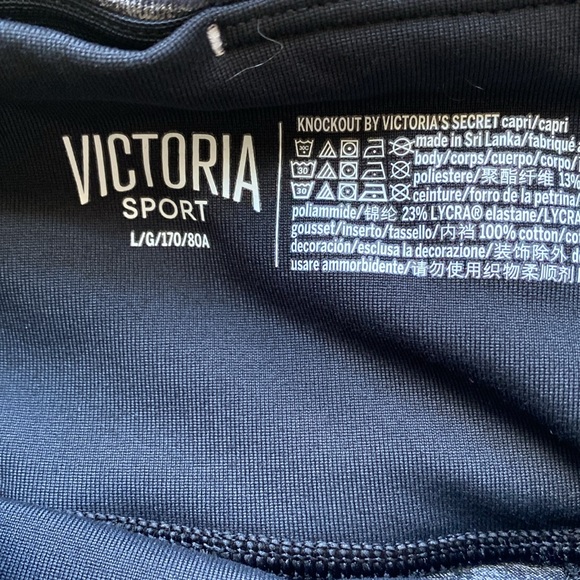 VICTORIA
SPORT
L/G/170/80A
KNOCKOUT BY VICTORIA'S SECRET capri/capri
made in Sri Lanka/fabriqué
body/corps/cuerpo/corpo/
poliestere/聚酯纤维 13%
30 ceinture/forro de la petrina/
30 poliammide/锦纶 23% LYCRA® elastane/LYCRA
gousset/inserto/tassello/内裆 100% cotton/
decoración/esclusa la decorazione/装饰除外
usare ammorbidente/请勿使用织物柔顺剂